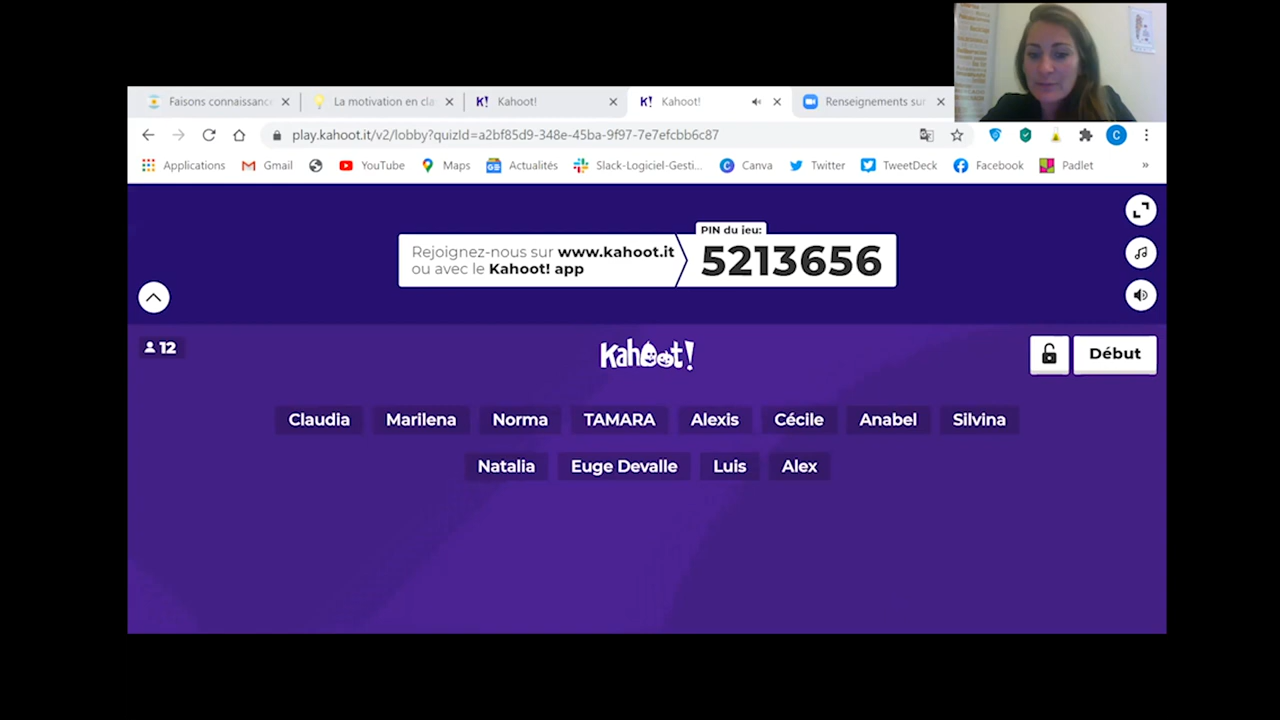 Faisons connaissance
La motivation en cla
Kahoot!
Kahoot!
Renseignements sur
play.kahoot.it/v2/lobby?quizId=a2bf85d9-348e-45ba-9f97-7e7efcbb6c87
C
Applications Gmail YouTube Maps Actualités Slack-Logiciel-Gesti... Canva Twitter TweetDeck Facebook Padlet »
PIN du jeu:
Rejoignez-nous sur www.kahoot.it
ou avec le Kahoot! app
5213656
12
Kahoot!
Début
Claudia Marilena Norma TAMARA Alexis Cécile Anabel Silvina
Natalia Euge Devalle Luis Alex